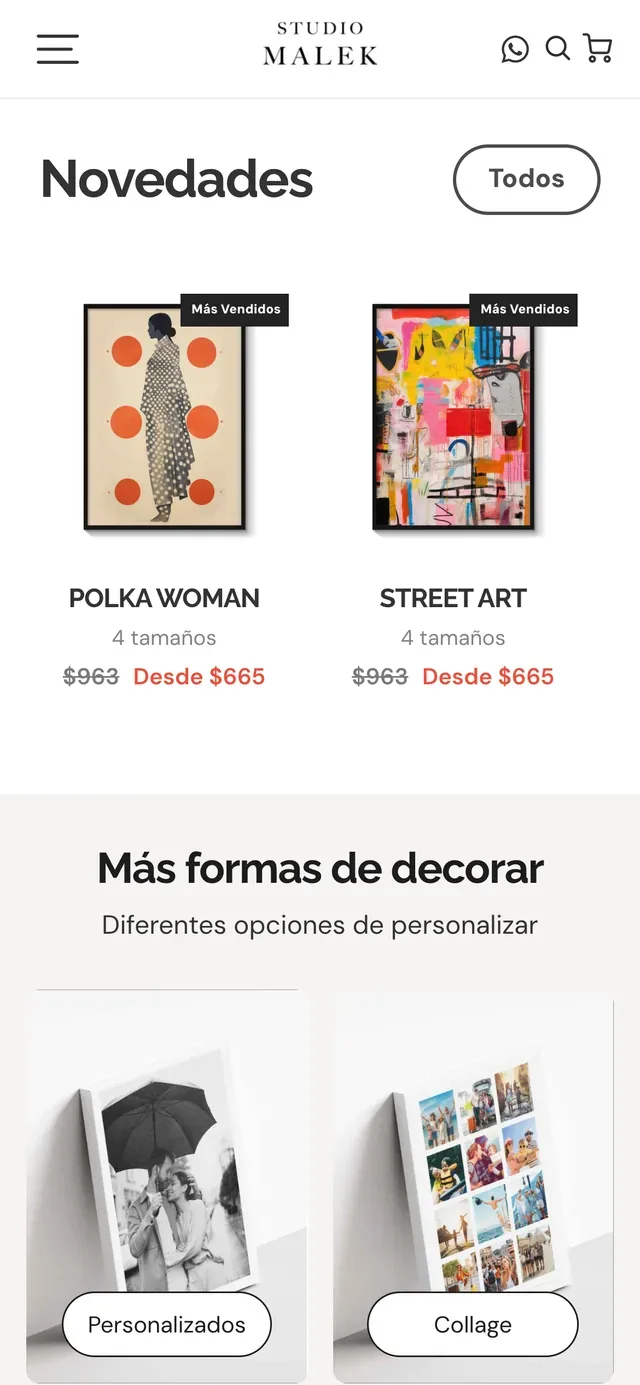 STUDIO
MALEK
Novedades
Todos
Más Vendidos
Más Vendidos
POLKA WOMAN
STREET ART
4 tamaños
4 tamaños
$963 Desde $665
$963 Desde $665
Más formas de decorar
Diferentes opciones de personalizar
Personalizados
Collage